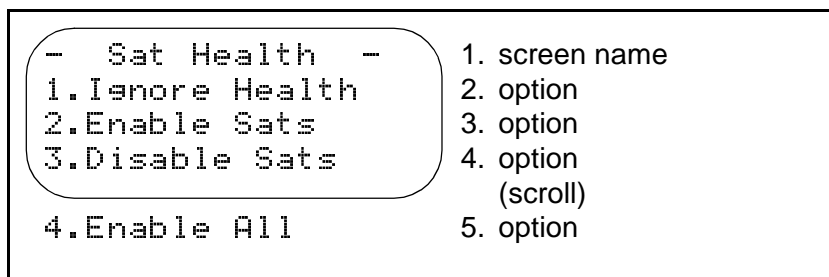 -  Sat Health  -
1.Ignore Health
2.Enable Sats
3.Disable Sats
4.Enable All
1. screen name
2. option
3. option
4. option
(scroll)
5. option